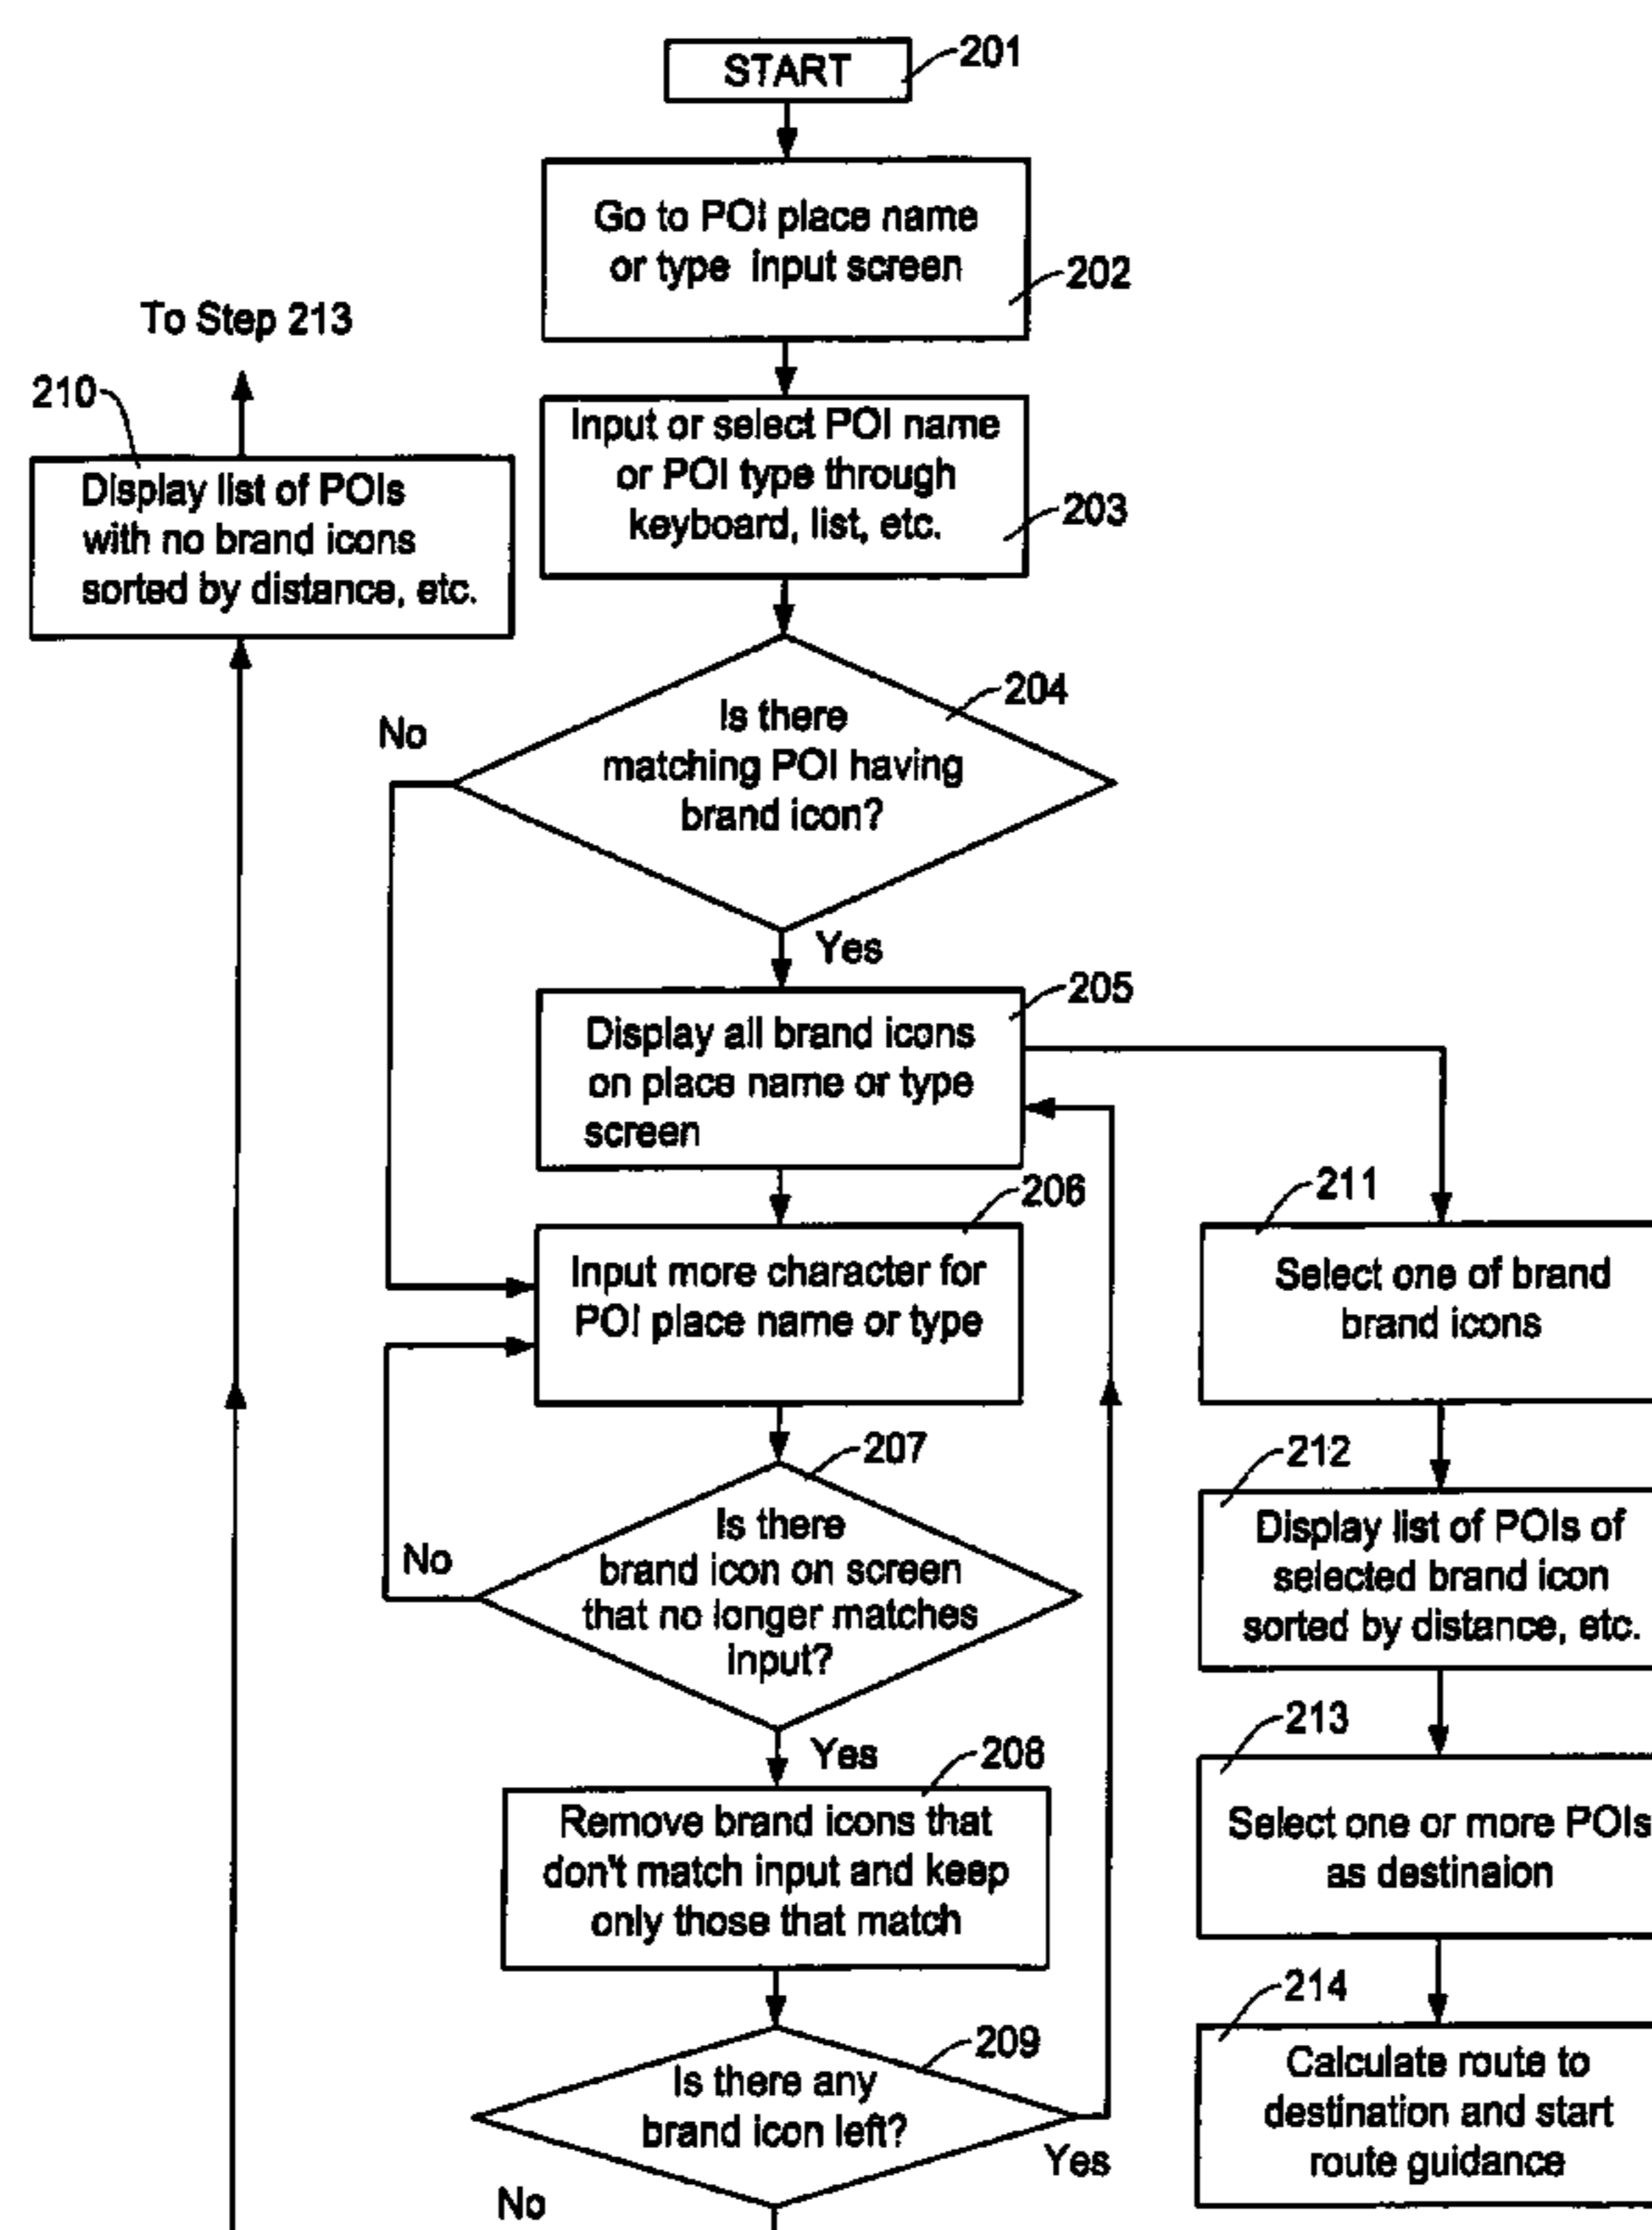 START
201
Go to POI place name
or type input screen
202
To Step 213
210
Display list of POIs
with no brand icons
sorted by distance, etc.
Input or select POI name
or POI type through
keyboard, list, etc.
203
Is there
matching POI having
brand icon?
204
No
Yes
Display all brand icons
on place name or type
screen
205
Input more character for
POI place name or type
206
Is there
brand icon on screen
that no longer matches
input?
207
No
Yes
Remove brand icons that
don't match input and keep
only those that match
208
Is there any
brand icon left?
209
Yes
No
211
Select one of brand
brand icons
212
Display list of POIs of
selected brand icon
sorted by distance, etc.
213
Select one or more POIs
as destinaion
214
Calculate route to
destination and start
route guidance